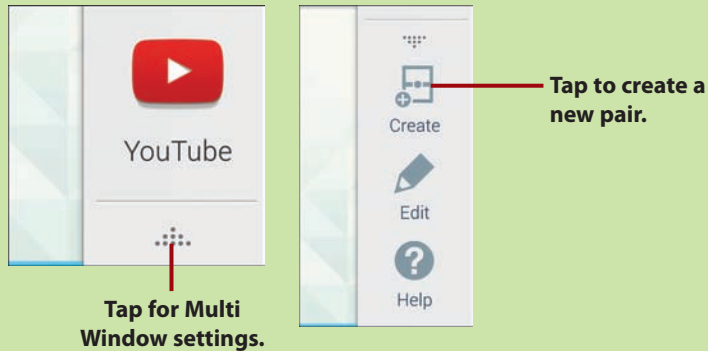 YouTube
Tap for Multi
Window settings.
Create
Edit
Help
Tap to create a
new pair.